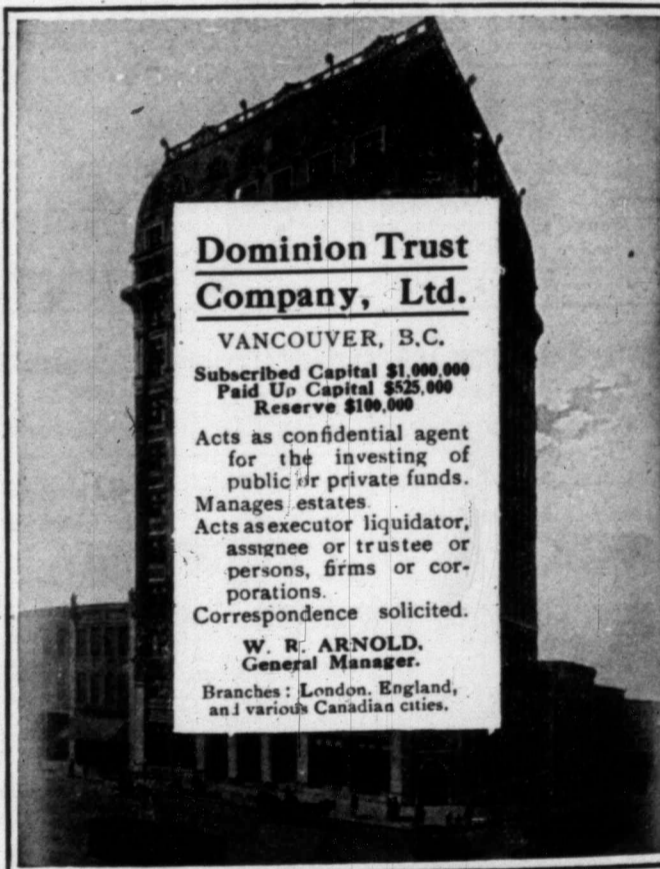 Dominion Trust
Company, Ltd.
VANCOUVER, B.C.
Subscribed Capital $1,000,000
Paid Up Capital $525,000
Reserve $100,000
Acts as confidential agent
for the investing of
public or private funds.
Manages estates.
Acts as executor liquidator,
assignee or trustee or
persons, firms or cor-
porations.
Correspondence solicited.
W. R. ARNOLD.
General Manager.
Branches: London, England,
and various Canadian cities.